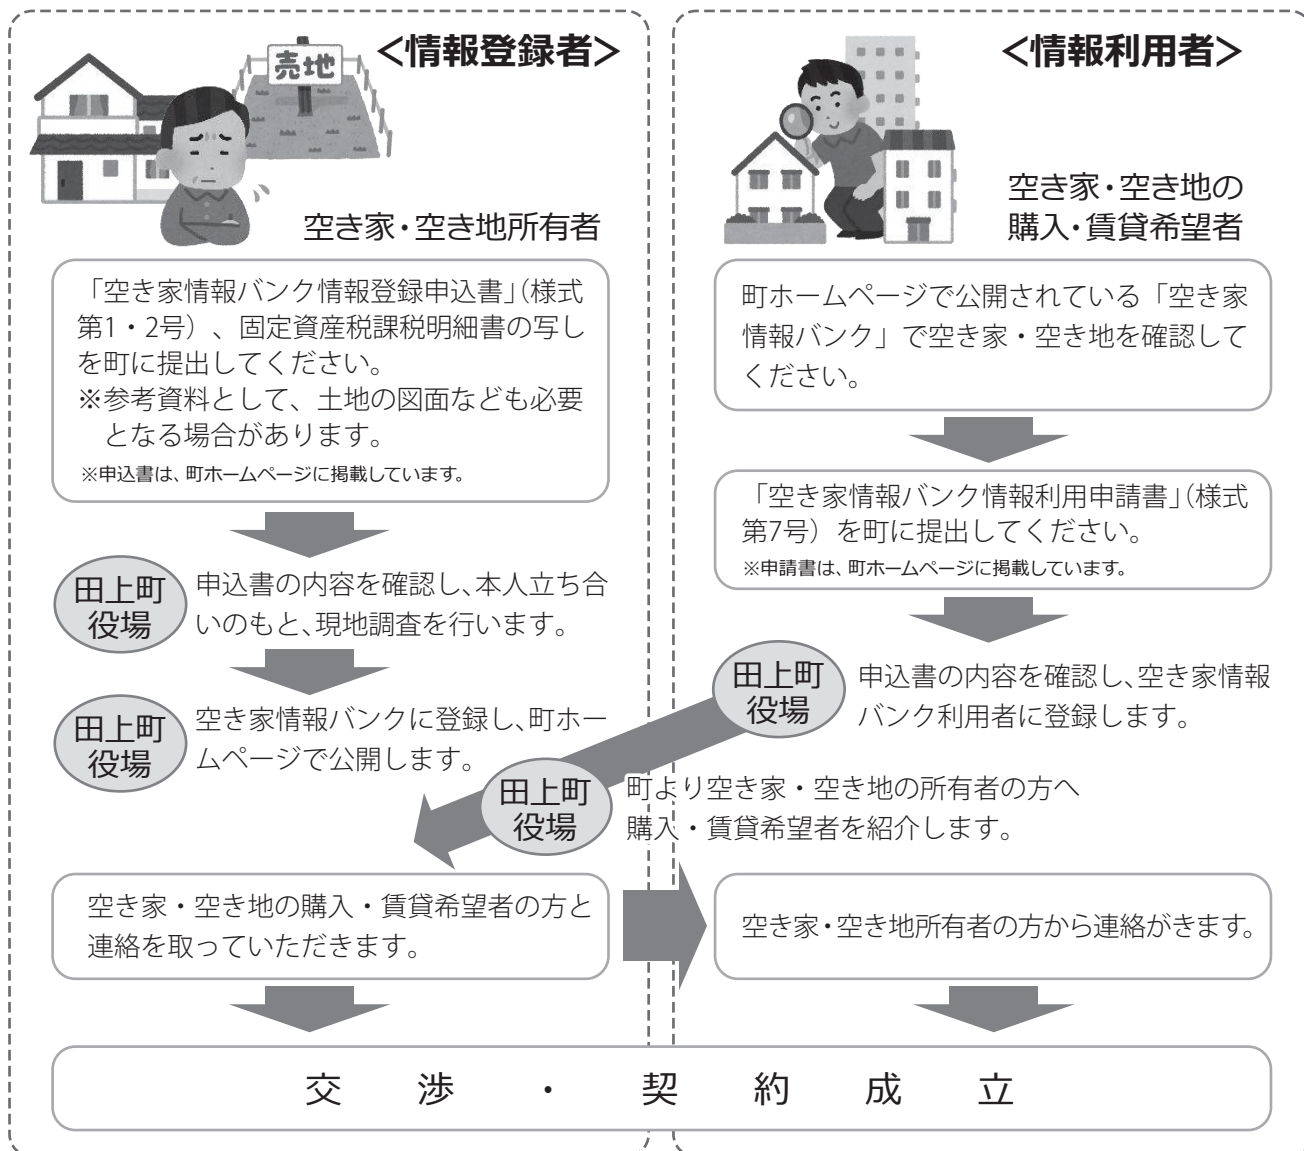 <情報登録者>
売地
空き家・空き地所有者
「空き家情報バンク情報登録申込書」(様式
第1・2号)、固定資産税課税明細書の写し
を町に提出してください。
※参考資料として、土地の図面なども必要
となる場合があります。
※申込書は、町ホームページに掲載しています。
田上町
役場
申込書の内容を確認し、本人立ち合
いのもと、現地調査を行います。
田上町
役場
空き家情報バンクに登録し、町ホー
ムページで公開します。
<情報利用者>
空き家・空き地の
購入・賃貸希望者
町ホームページで公開されている「空き家
情報バンク」で空き家・空き地を確認して
ください。
「空き家情報バンク情報利用申請書」(様式
第7号)を町に提出してください。
※申請書は、町ホームページに掲載しています。
田上町
役場
申込書の内容を確認し、空き家情報
バンク利用者に登録します。
田上町
役場
町より空き家・空き地の所有者の方へ
購入・賃貸希望者を紹介します。
空き家・空き地の購入・賃貸希望者の方と
連絡を取っていただきます。
空き家・空き地所有者の方から連絡がきます。
交渉・契約成立